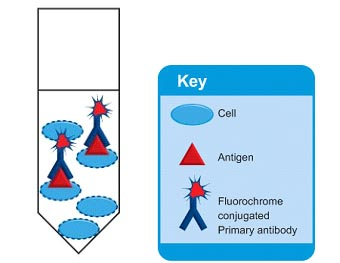 Key
Cell
Antigen
Fluorochrome
conjugated
Primary antibody